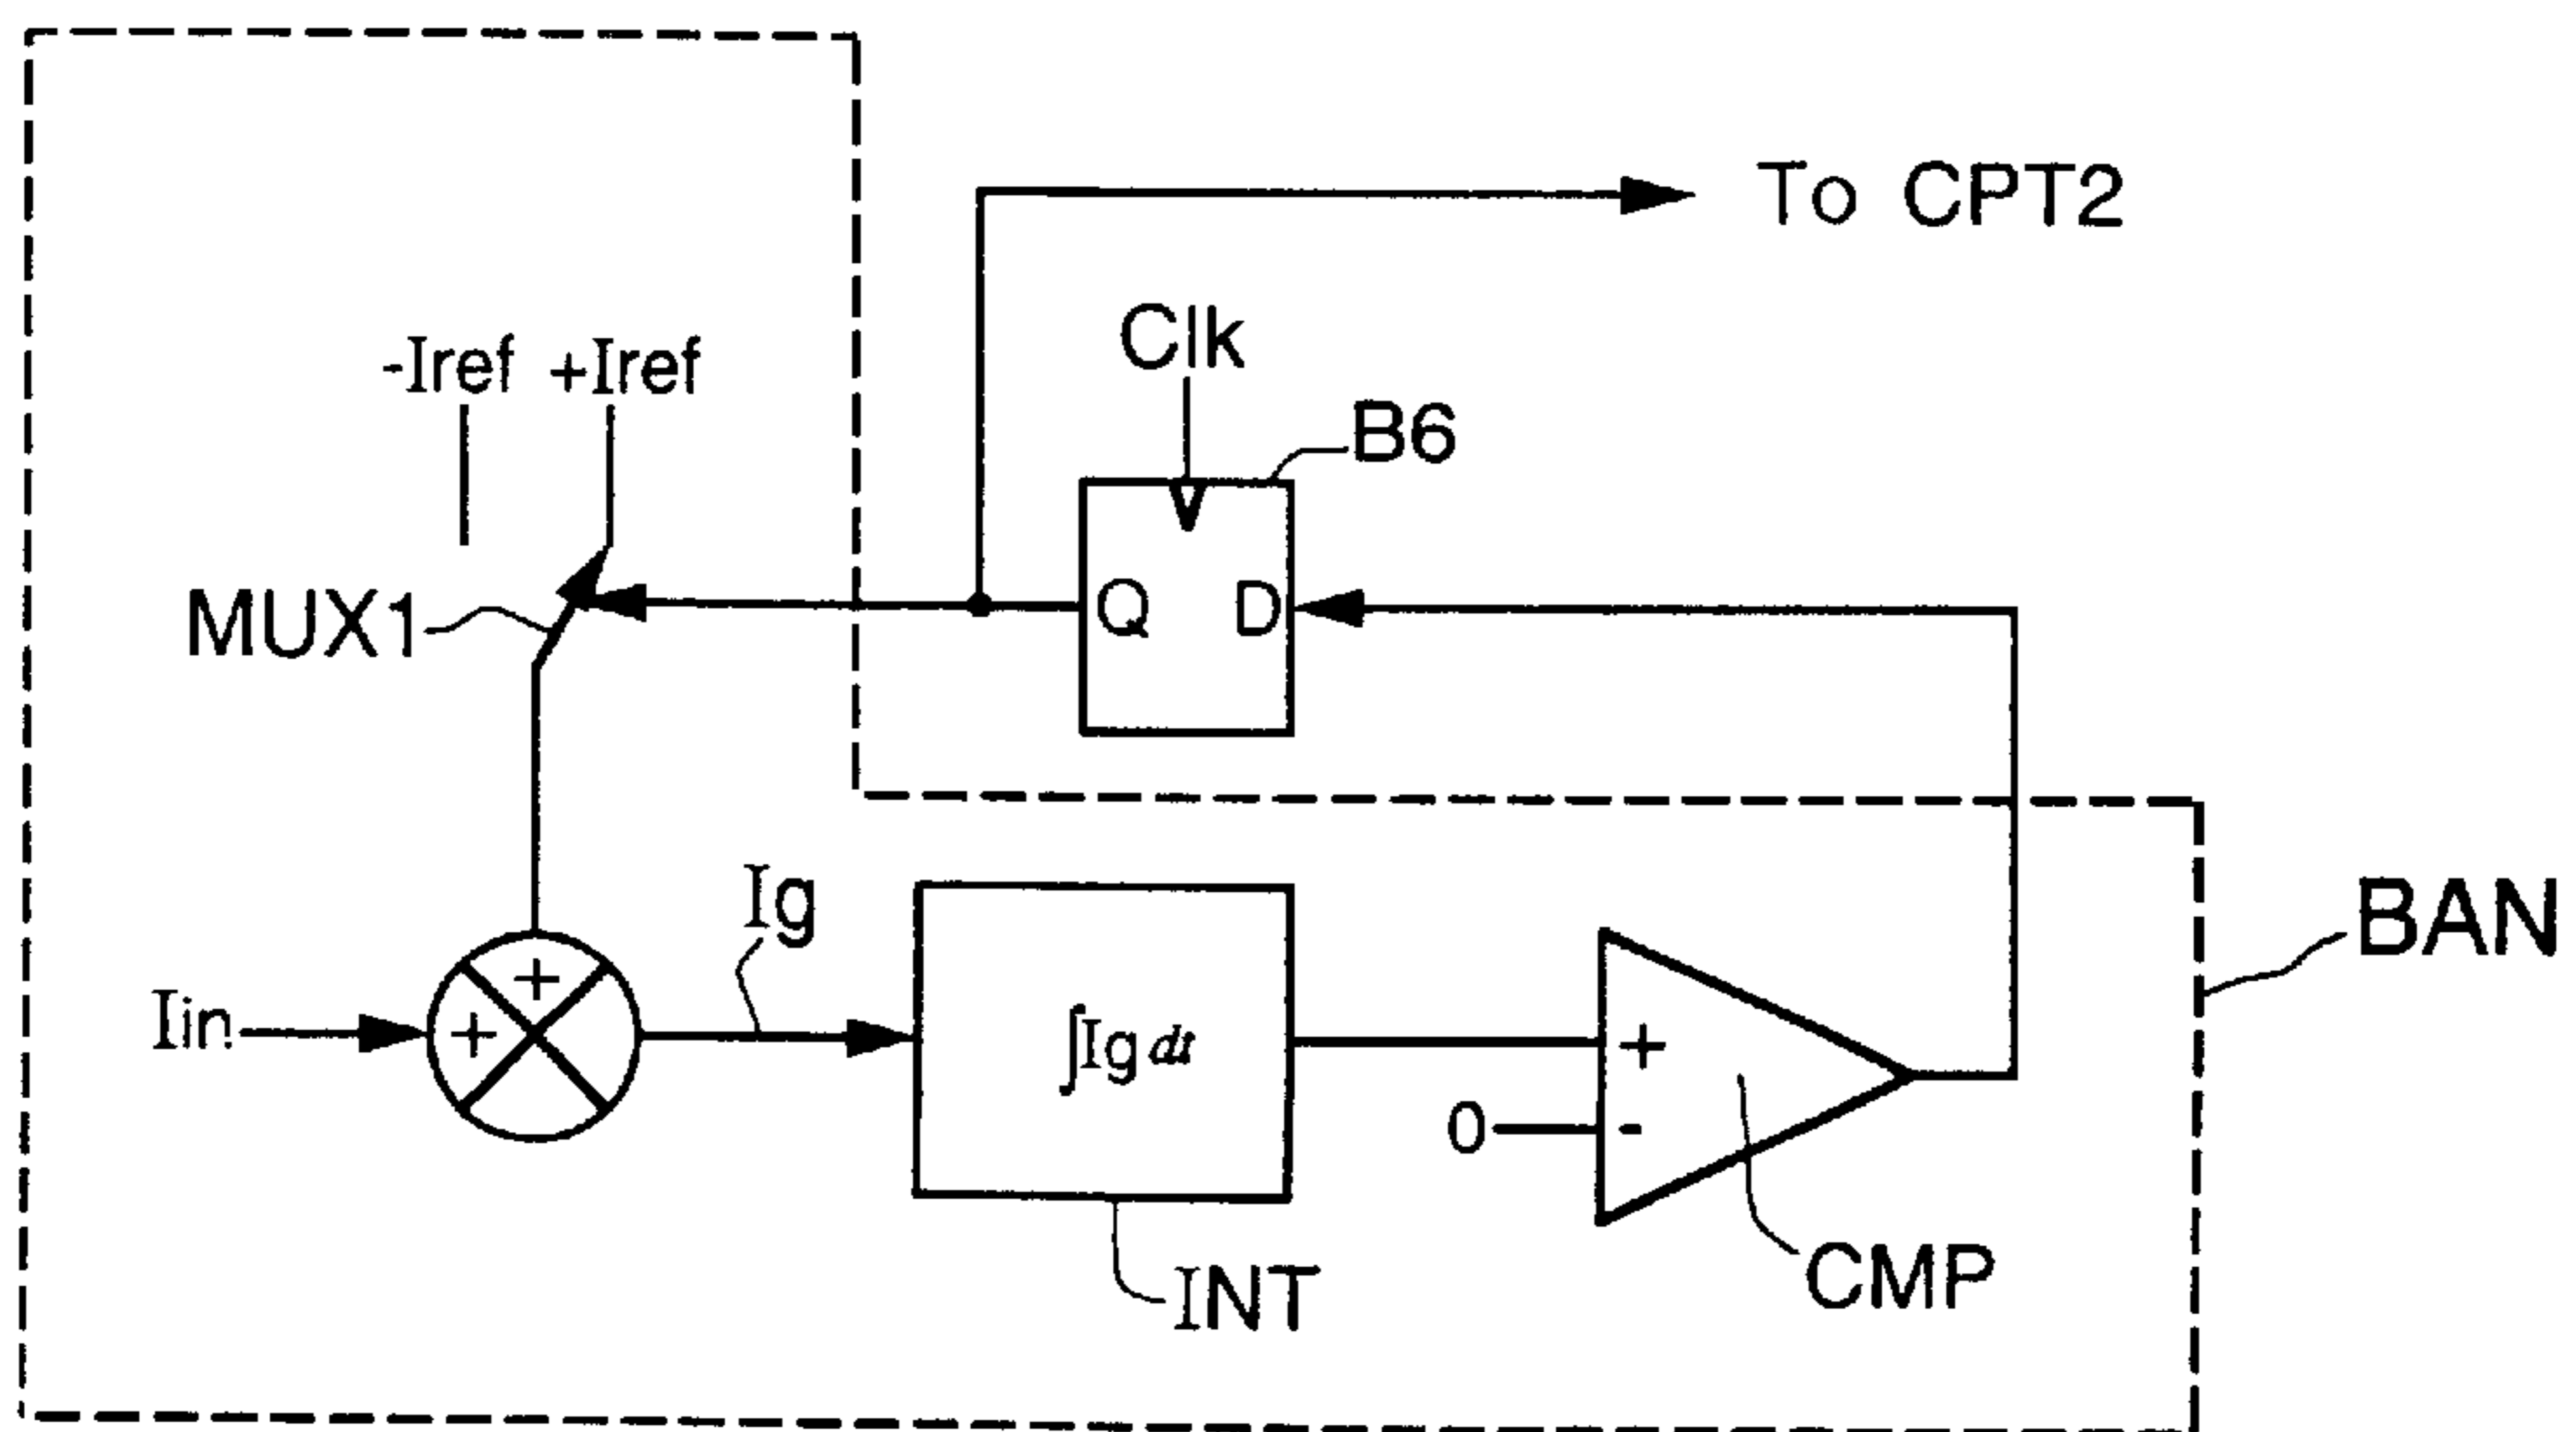 To CPT2
Clk
-Iref +Iref
B6
MUX1
Q D
Ig
BAN
+
Iin
+
∫Ig dt
+
0
-
CMP
INT